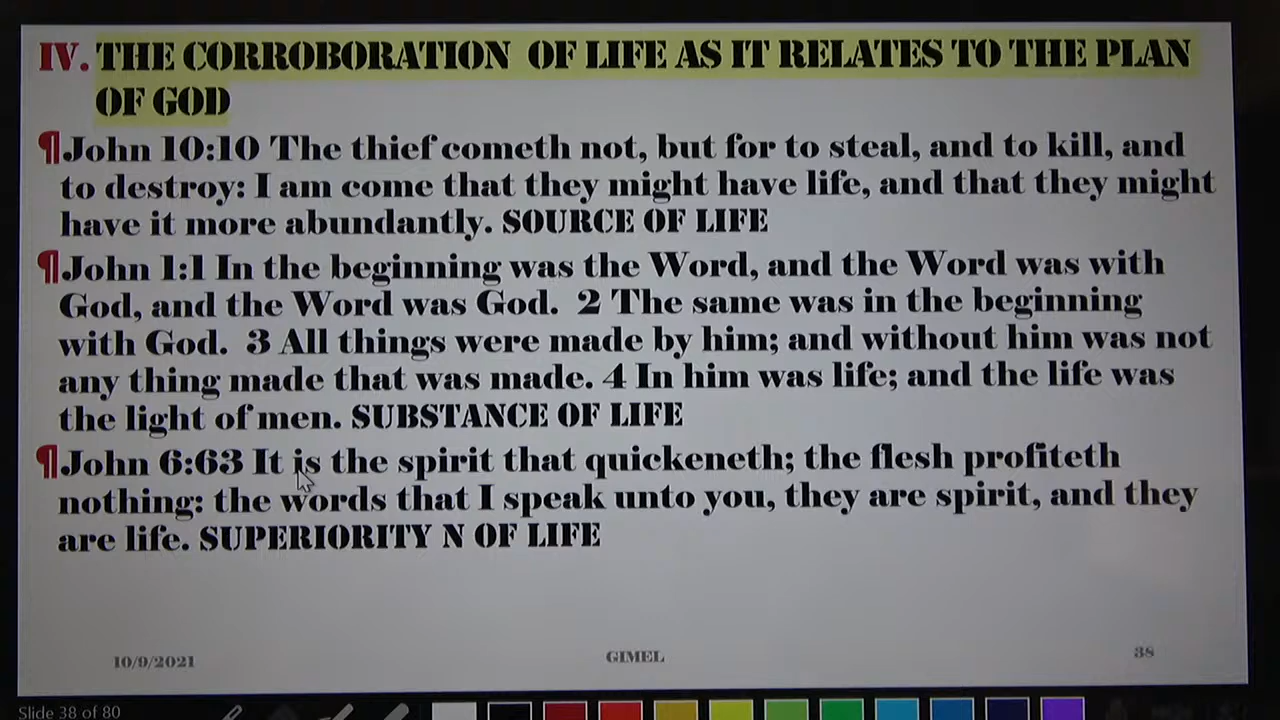 IV. THE CORROBORATION OF LIFE AS IT RELATES TO THE PLAN
OF GOD
¶John 10:10 The thief cometh not, but for to steal, and to kill, and
to destroy: I am come that they might have life, and that they might
have it more abundantly. SOURCE OF LIFE
¶John 1:1 In the beginning was the Word, and the Word was with
God, and the Word was God. 2 The same was in the beginning
with God. 3 All things were made by him; and without him was not
any thing made that was made. 4 In him was life; and the life was
the light of men. SUBSTANCE OF LIFE
¶John 6:63 It is the spirit that quickeneth; the flesh profiteth
nothing: the words that I speak unto you, they are spirit, and they
are life. SUPERIORITY N OF LIFE
10/9/2021 GIMEL 38
Slide 38 of 80